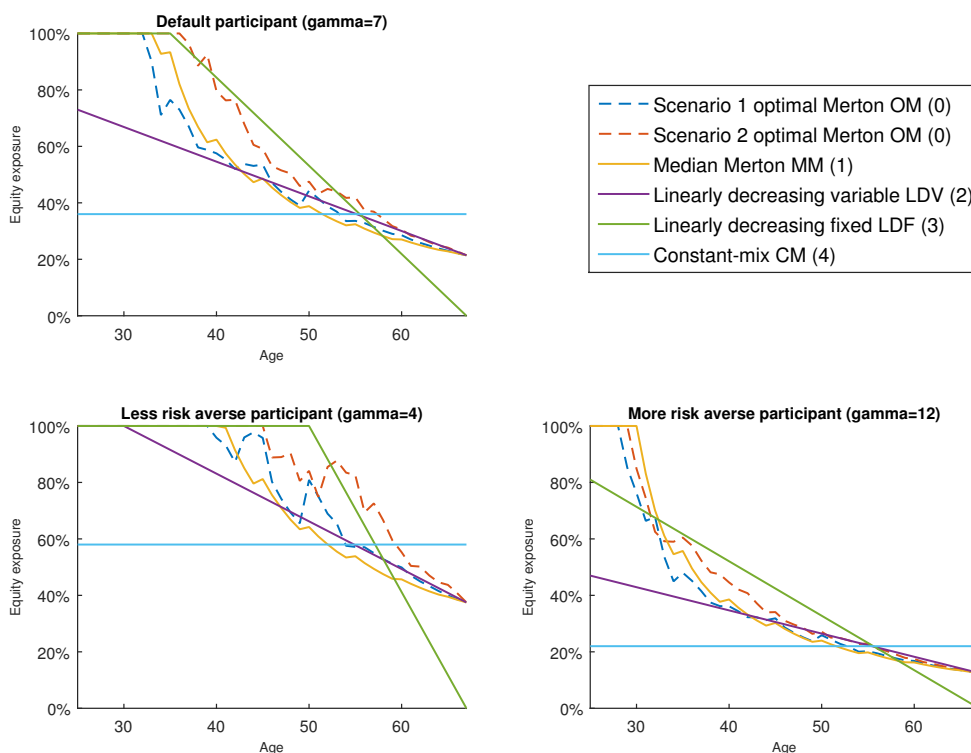 Default participant (gamma=7)
100%
80%
60%
40%
20%
0%
Equity exposure
30
40
50
60
Age
Scenario 1 optimal Merton OM (0)
Scenario 2 optimal Merton OM (0)
Median Merton MM (1)
Linearly decreasing variable LDV (2)
Linearly decreasing fixed LDF (3)
Constant-mix CM (4)
Less risk averse participant (gamma=4)
100%
80%
60%
40%
20%
0%
Equity exposure
30
40
50
60
Age
More risk averse participant (gamma=12)
100%
80%
60%
40%
20%
0%
Equity exposure
30
40
50
60
Age